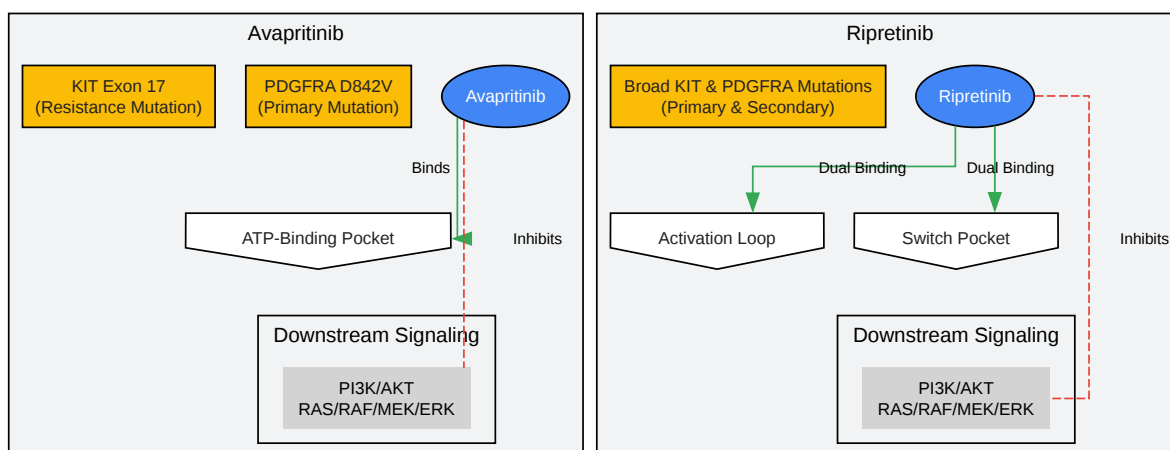 Avapritinib
KIT Exon 17
(Resistance Mutation)
PDGFRA D842V
(Primary Mutation)
Avapritinib
Binds
ATP-Binding Pocket
Inhibits
Downstream Signaling
PI3K/AKT
RAS/RAF/MEK/ERK
Ripretinib
Broad KIT & PDGFRA Mutations
(Primary & Secondary)
Ripretinib
Dual Binding
Dual Binding
Activation Loop
Switch Pocket
Inhibits
Downstream Signaling
PI3K/AKT
RAS/RAF/MEK/ERK